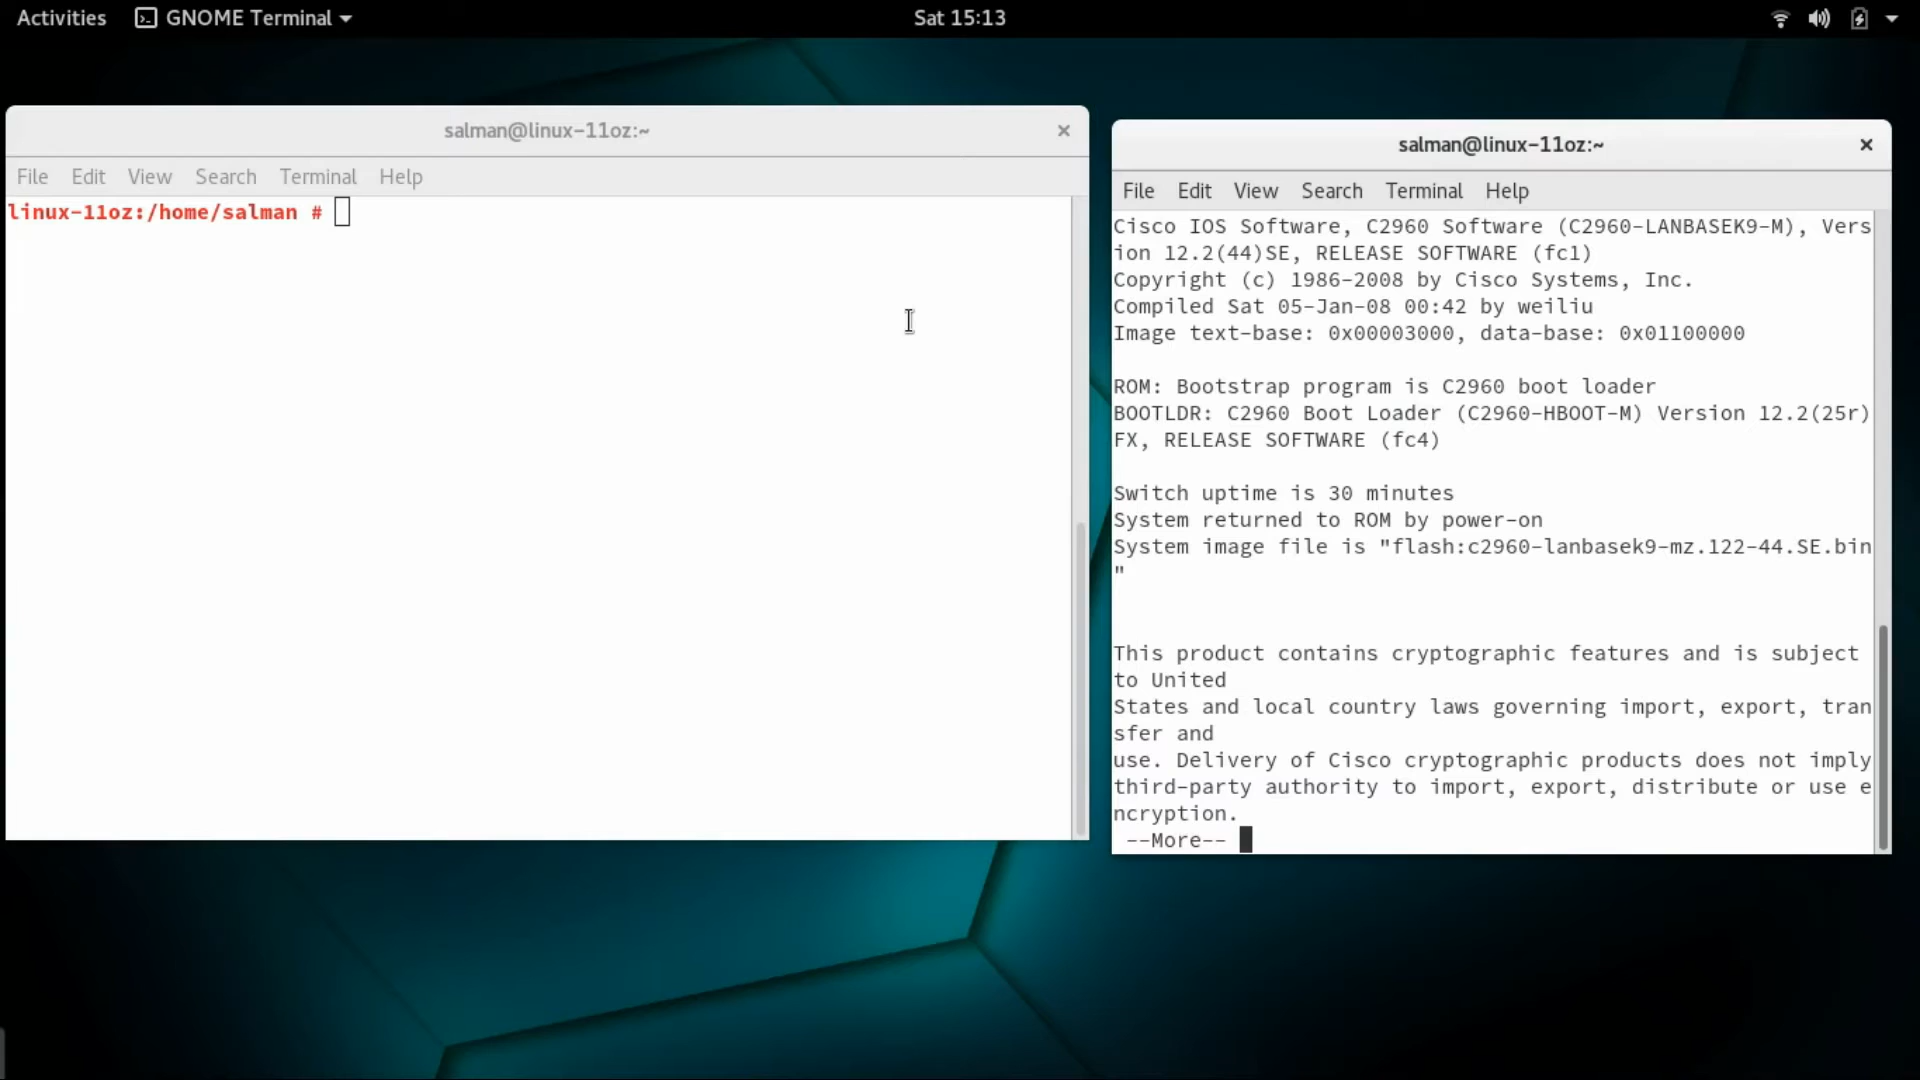 Activities GNOME Terminal Sat 15:13
salman@linux-11oz:~
File Edit View Search Terminal Help
linux-11oz:/home/salman #
salman@linux-11oz:~
File Edit View Search Terminal Help
Cisco IOS Software, C2960 Software (C2960-LANBASEK9-M), Vers
ion 12.2(44)SE, RELEASE SOFTWARE (fc1)
Copyright (c) 1986-2008 by Cisco Systems, Inc.
Compiled Sat 05-Jan-08 00:42 by weiliu
Image text-base: 0x00003000, data-base: 0x01100000
ROM: Bootstrap program is C2960 boot loader
BOOTLDR: C2960 Boot Loader (C2960-HBOOT-M) Version 12.2(25r)
FX, RELEASE SOFTWARE (fc4)
Switch uptime is 30 minutes
System returned to ROM by power-on
System image file is "flash:c2960-lanbasek9-mz.122-44.SE.bin
"
This product contains cryptographic features and is subject
to United
States and local country laws governing import, export, tran
sfer and
use. Delivery of Cisco cryptographic products does not imply
third-party authority to import, export, distribute or use e
ncryption.
--More--